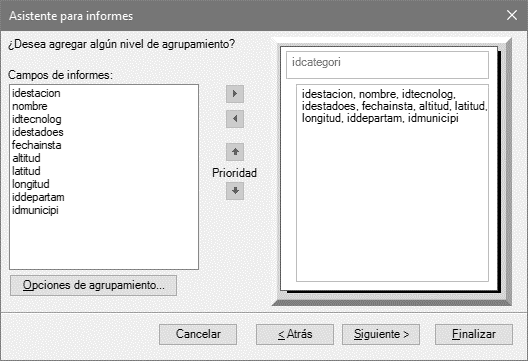 Asistente para informes
¿Desea agregar algún nivel de agrupamiento?
Campos de informes:
idestacion
nombre
idtecnolog
idestadoes
fechainsta
altitud
latitud
longitud
iddepartam
idmunicipi
Prioridad
idcategori
idestacion, nombre, idtecnolog,
idestadoes, fechainsta, altitud, latitud,
longitud, iddepartam, idmunicipi
Opciones de agrupamiento...
Cancelar
< Atrás
Siguiente >
Finalizar